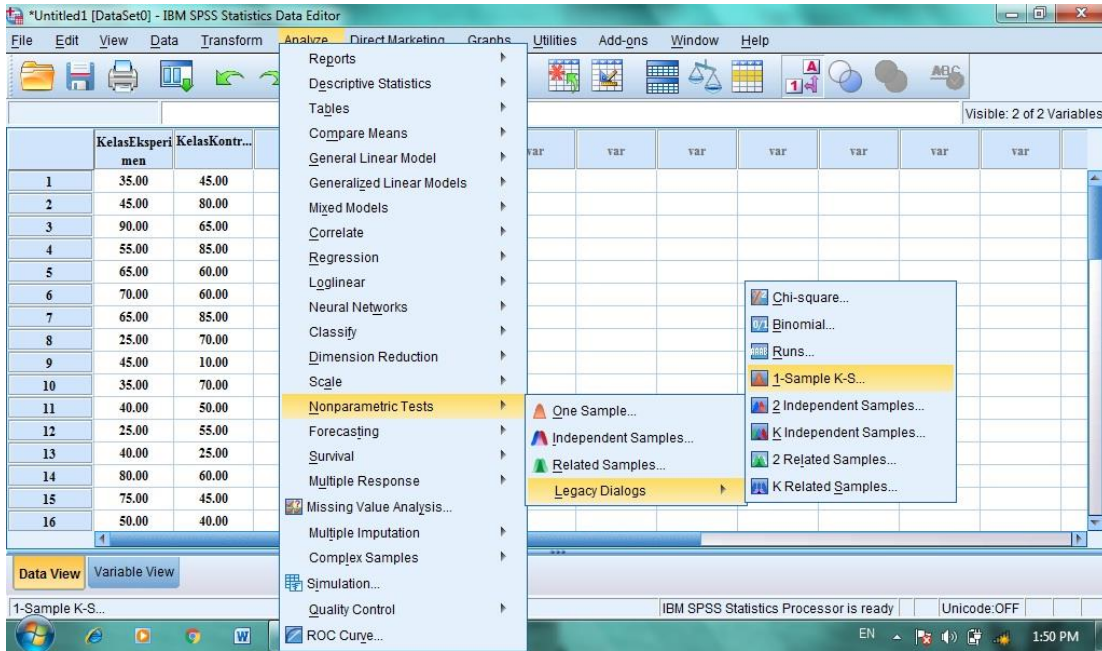 *Untitled1 [DataSet0] - IBM SPSS Statistics Data Editor
File Edit View Data Transform Analyze Direct Marketing Graphs Utilities Add-ons Window Help
Visible: 2 of 2 Variables
KelasEksperimen KelasKontr... var var var var var var var
1 35.00 45.00
2 45.00 80.00
3 90.00 65.00
4 55.00 85.00
5 65.00 60.00
6 70.00 60.00
7 65.00 85.00
8 25.00 70.00
9 45.00 10.00
10 35.00 70.00
11 40.00 50.00
12 25.00 55.00
13 40.00 25.00
14 80.00 60.00
15 75.00 45.00
16 50.00 40.00
Reports
Descriptive Statistics
Tables
Compare Means
General Linear Model
Generalized Linear Models
Mixed Models
Correlate
Regression
Loglinear
Neural Networks
Classify
Dimension Reduction
Scale
Nonparametric Tests
Forecasting
Survival
Multiple Response
Missing Value Analysis...
Multiple Imputation
Complex Samples
Simulation...
Quality Control
ROC Curve...
One Sample...
Independent Samples...
Related Samples...
Legacy Dialogs
Chi-square...
Binomial...
Runs...
1-Sample K-S...
2 Independent Samples...
K Independent Samples...
2 Related Samples...
K Related Samples...
Data View Variable View
1-Sample K-S... IBM SPSS Statistics Processor is ready Unicode:OFF
EN 1:50 PM